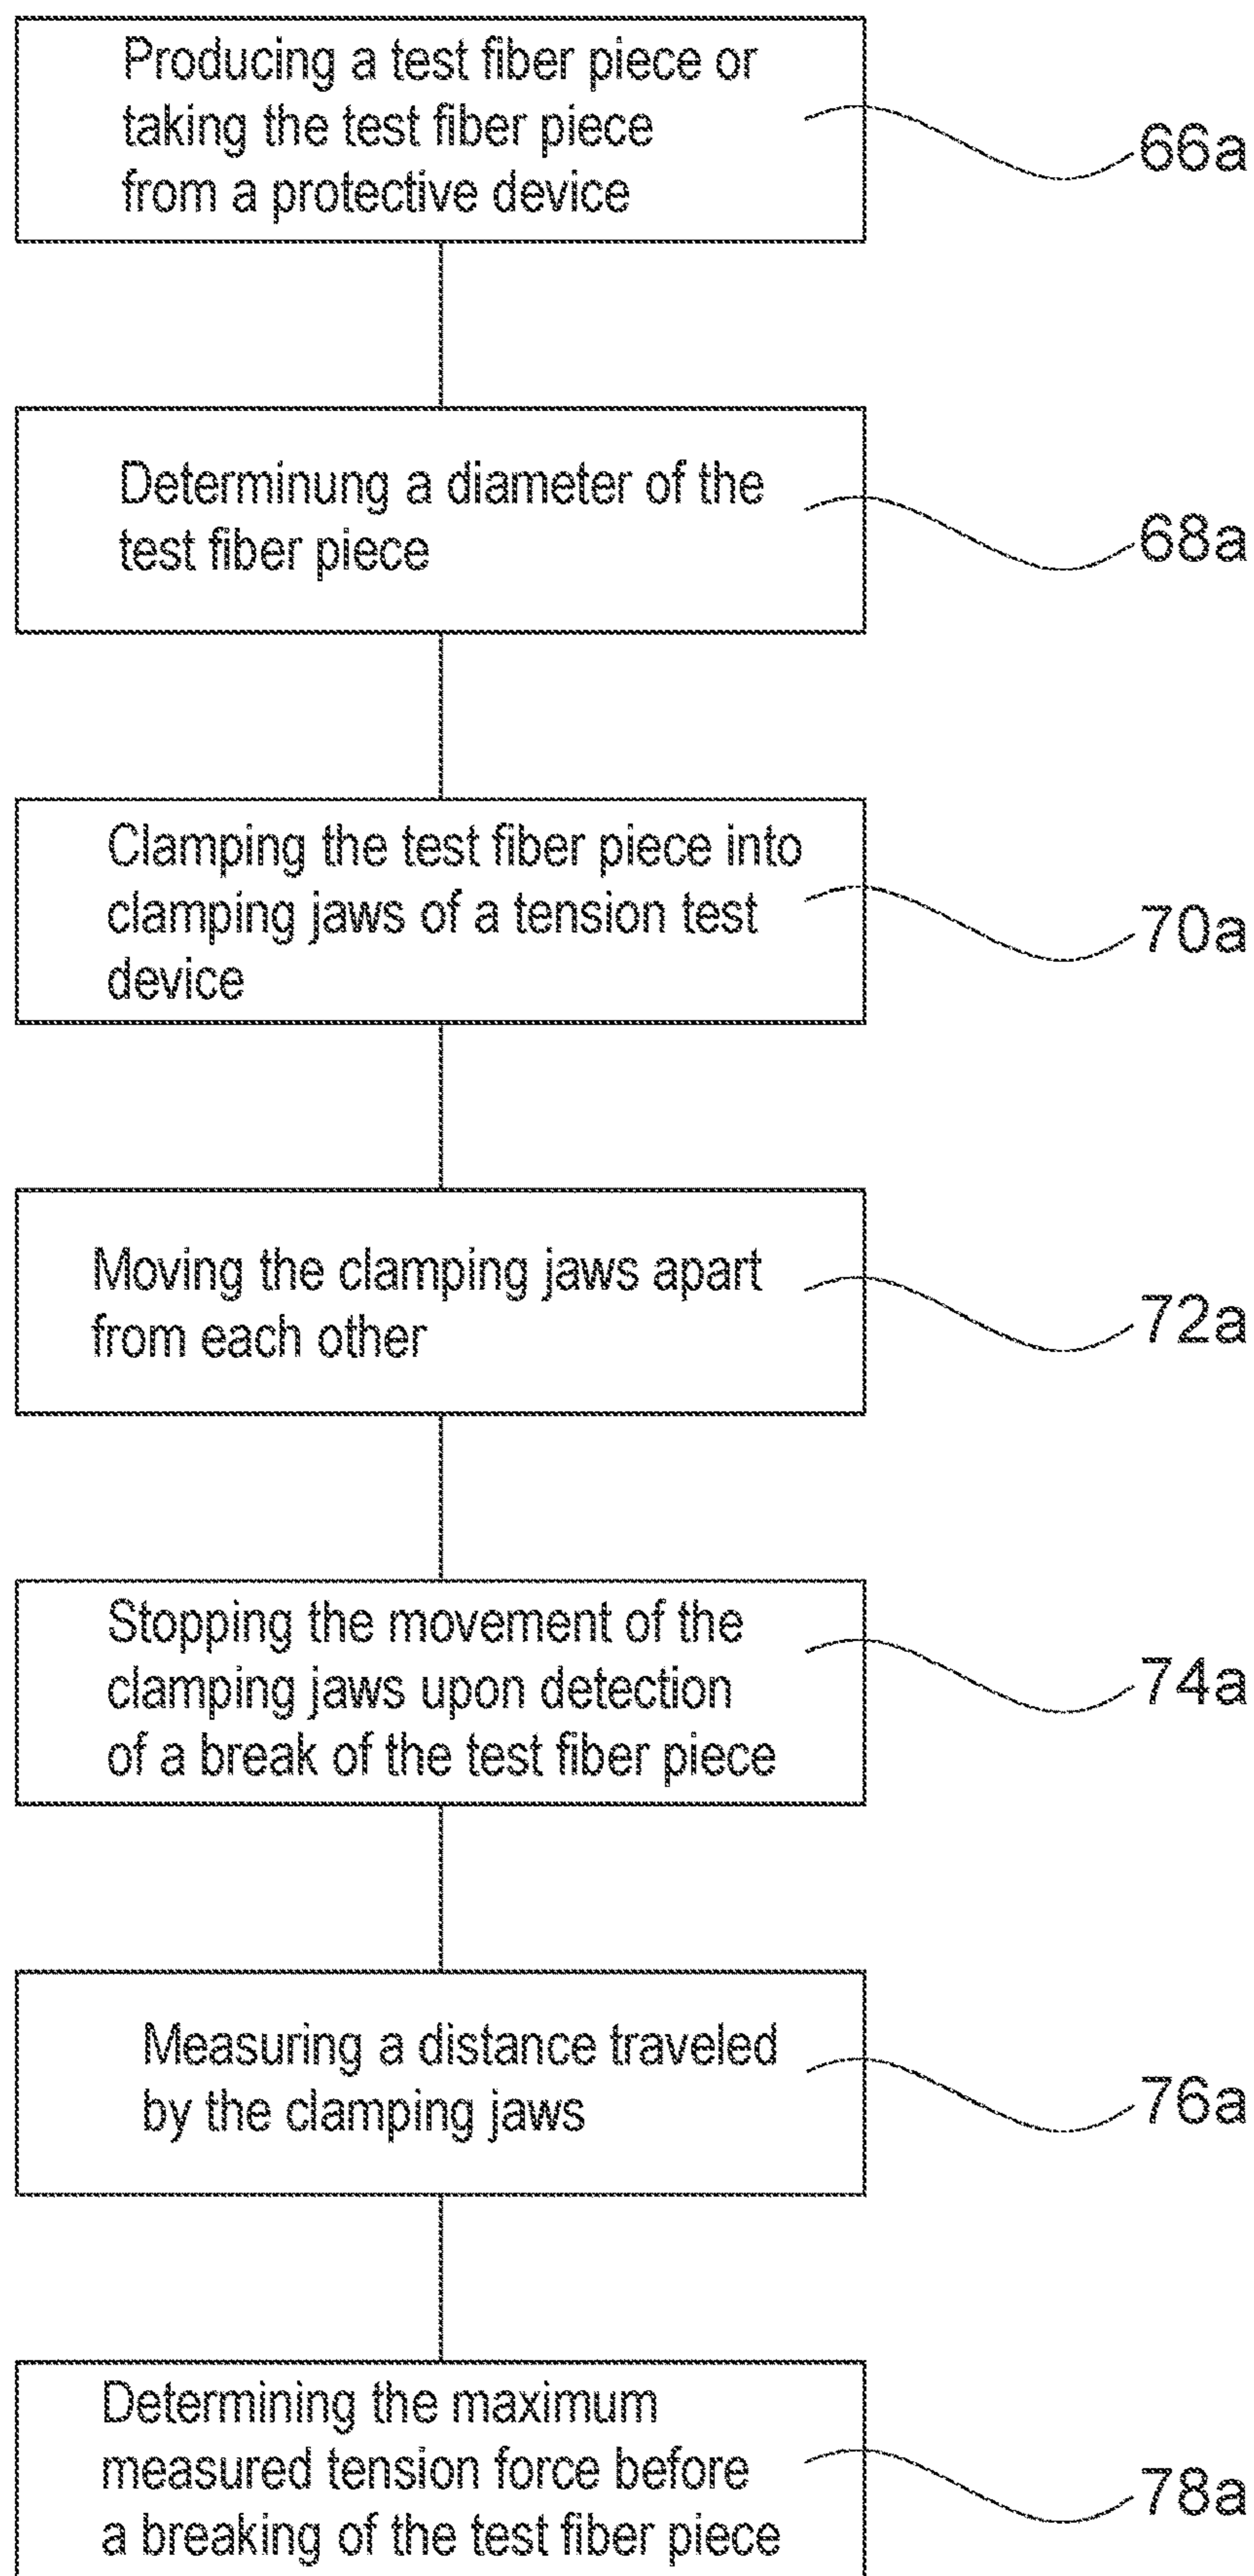 Producing a test fiber piece or
taking the test fiber piece
from a protective device
66a
Determinung a diameter of the
test fiber piece
68a
Clamping the test fiber piece into
clamping jaws of a tension test
device
70a
Moving the clamping jaws apart
from each other
72a
Stopping the movement of the
clamping jaws upon detection
of a break of the test fiber piece
74a
Measuring a distance traveled
by the clamping jaws
76a
Determining the maximum
measured tension force before
a breaking of the test fiber piece
78a